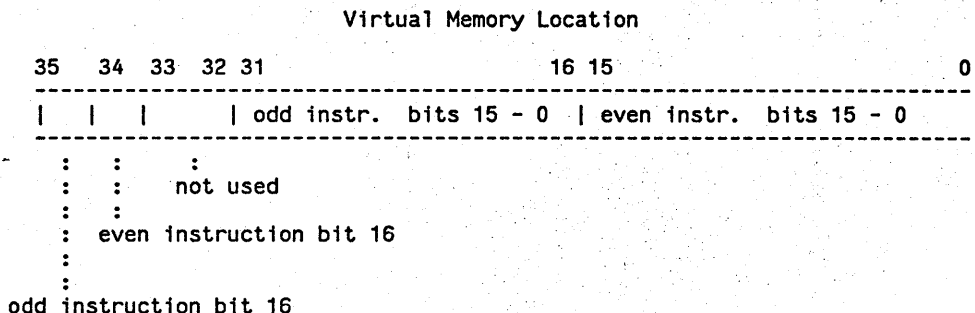 Virtual Memory Location
35 34 33 32 31 16 15 0
| | | | odd instr. bits 15 - 0 | even instr. bits 15 - 0
: : :
: : not used
: :
: even instruction bit 16
:
:
odd instruction bit 16